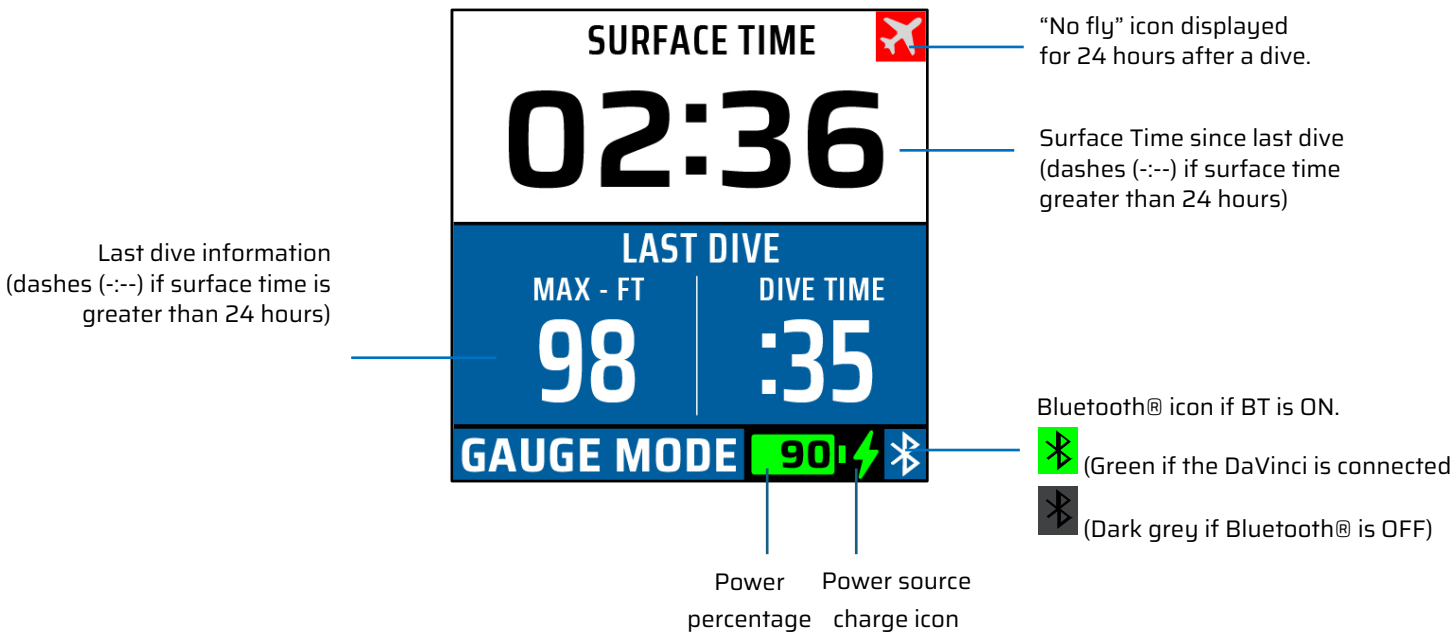 SURFACE TIME
02:36
“No fly” icon displayed
for 24 hours after a dive.
Surface Time since last dive
(dashes (-:--) if surface time
greater than 24 hours)
Last dive information
(dashes (-:--) if surface time is
greater than 24 hours)
LAST DIVE
MAX - FT
98
DIVE TIME
:35
GAUGE MODE
90
Bluetooth® icon if BT is ON.
(Green if the DaVinci is connected
(Dark grey if Bluetooth® is OFF)
Power
percentage
Power source
charge icon